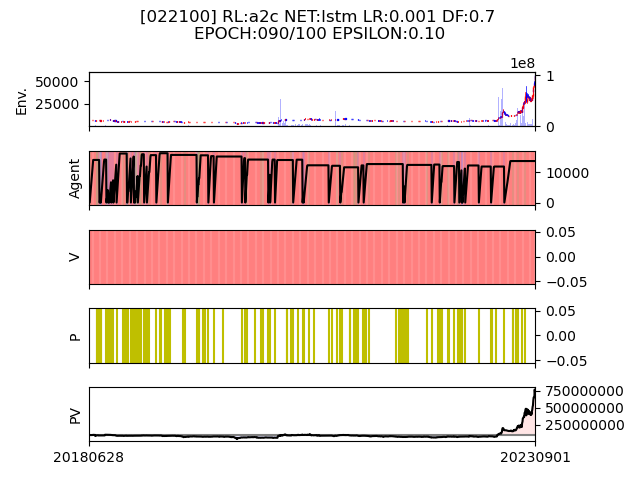 [022100] RL:a2c NET:lstm LR:0.001 DF:0.7
EPOCH:090/100 EPSILON:0.10
1e8
Env.
50000
25000
1
0
Agent
10000
0
V
0.05
0.00
−0.05
P
0.05
0.00
−0.05
PV
750000000
500000000
250000000
20180628
20230901